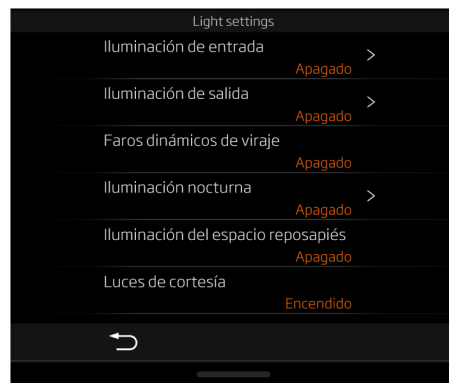 Light settings
Iluminación de entrada
Apagado
Iluminación de salida
Apagado
Faros dinámicos de viraje
Apagado
Iluminación nocturna
Apagado
Iluminación del espacio reposapiés
Apagado
Luces de cortesía
Encendido